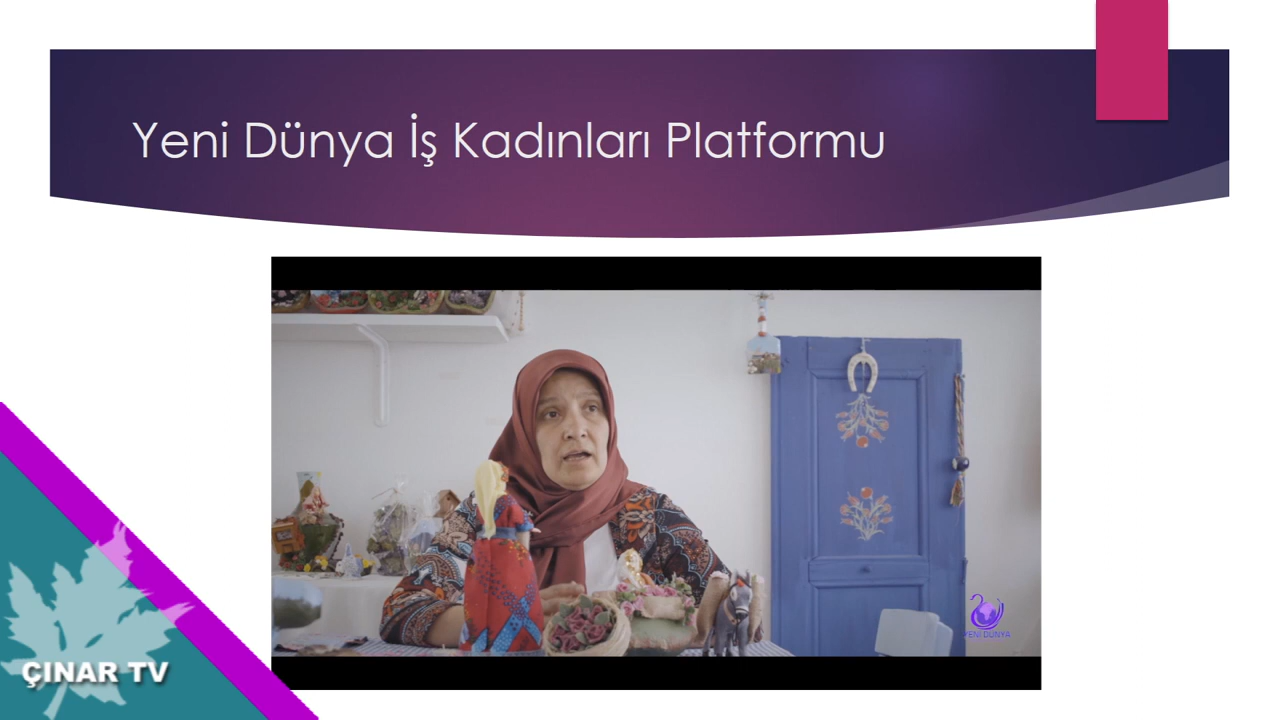 Yeni Dünya İş Kadınları Platformu
YENİ DÜNYA
ÇINAR TV